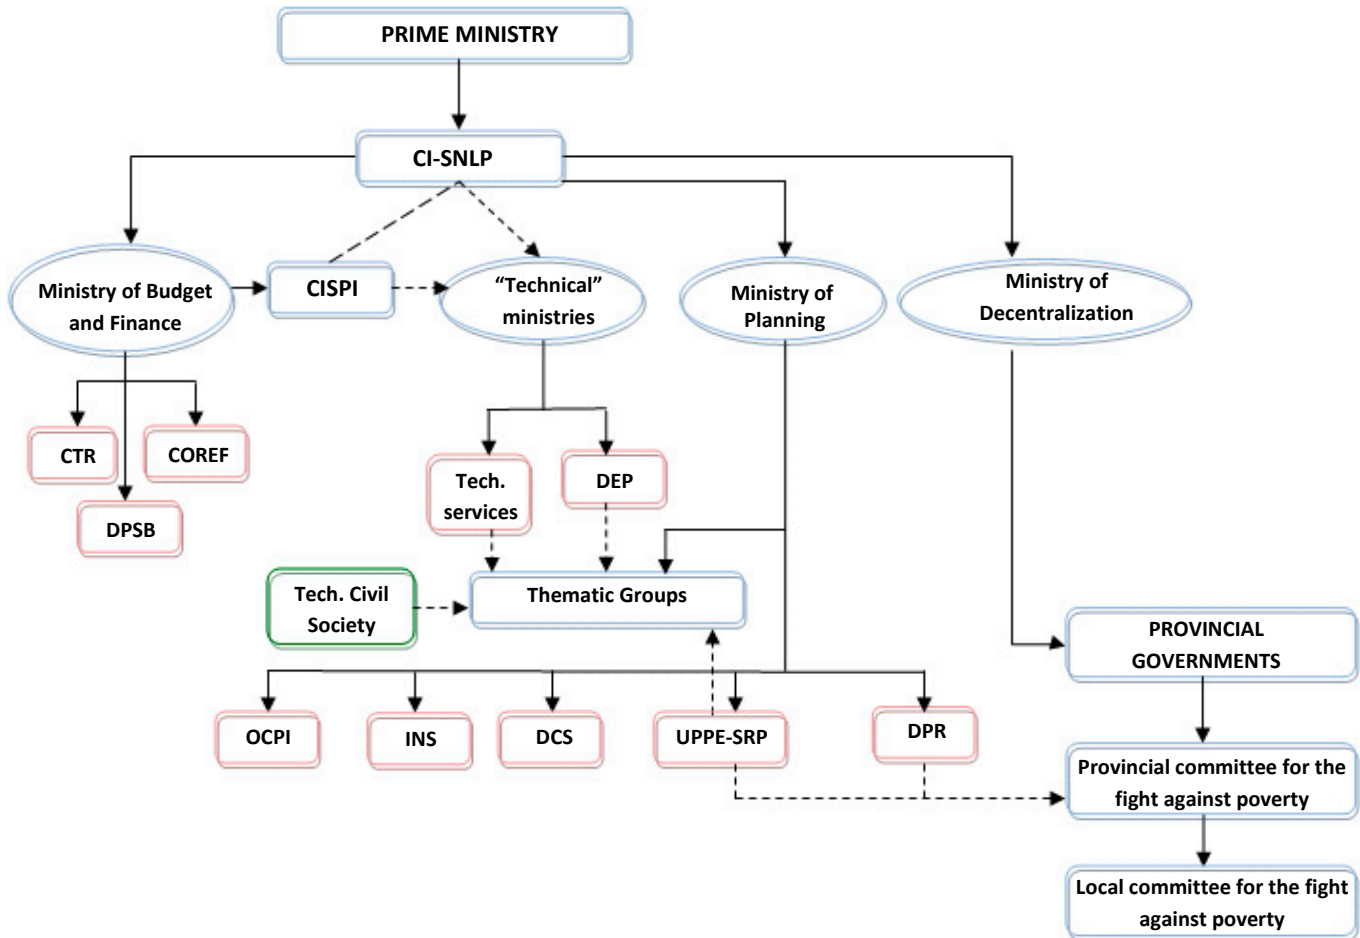 PRIME MINISTRY
CI-SNLP
Ministry of Budget
and Finance
CISPI
“Technical”
ministries
Ministry of
Planning
Ministry of
Decentralization
CTR
COREF
DPSB
Tech.
services
DEP
Tech. Civil
Society
Thematic Groups
PROVINCIAL
GOVERNMENTS
OCPI
INS
DCS
UPPE-SRP
DPR
Provincial committee for the
fight against poverty
Local committee for the fight
against poverty